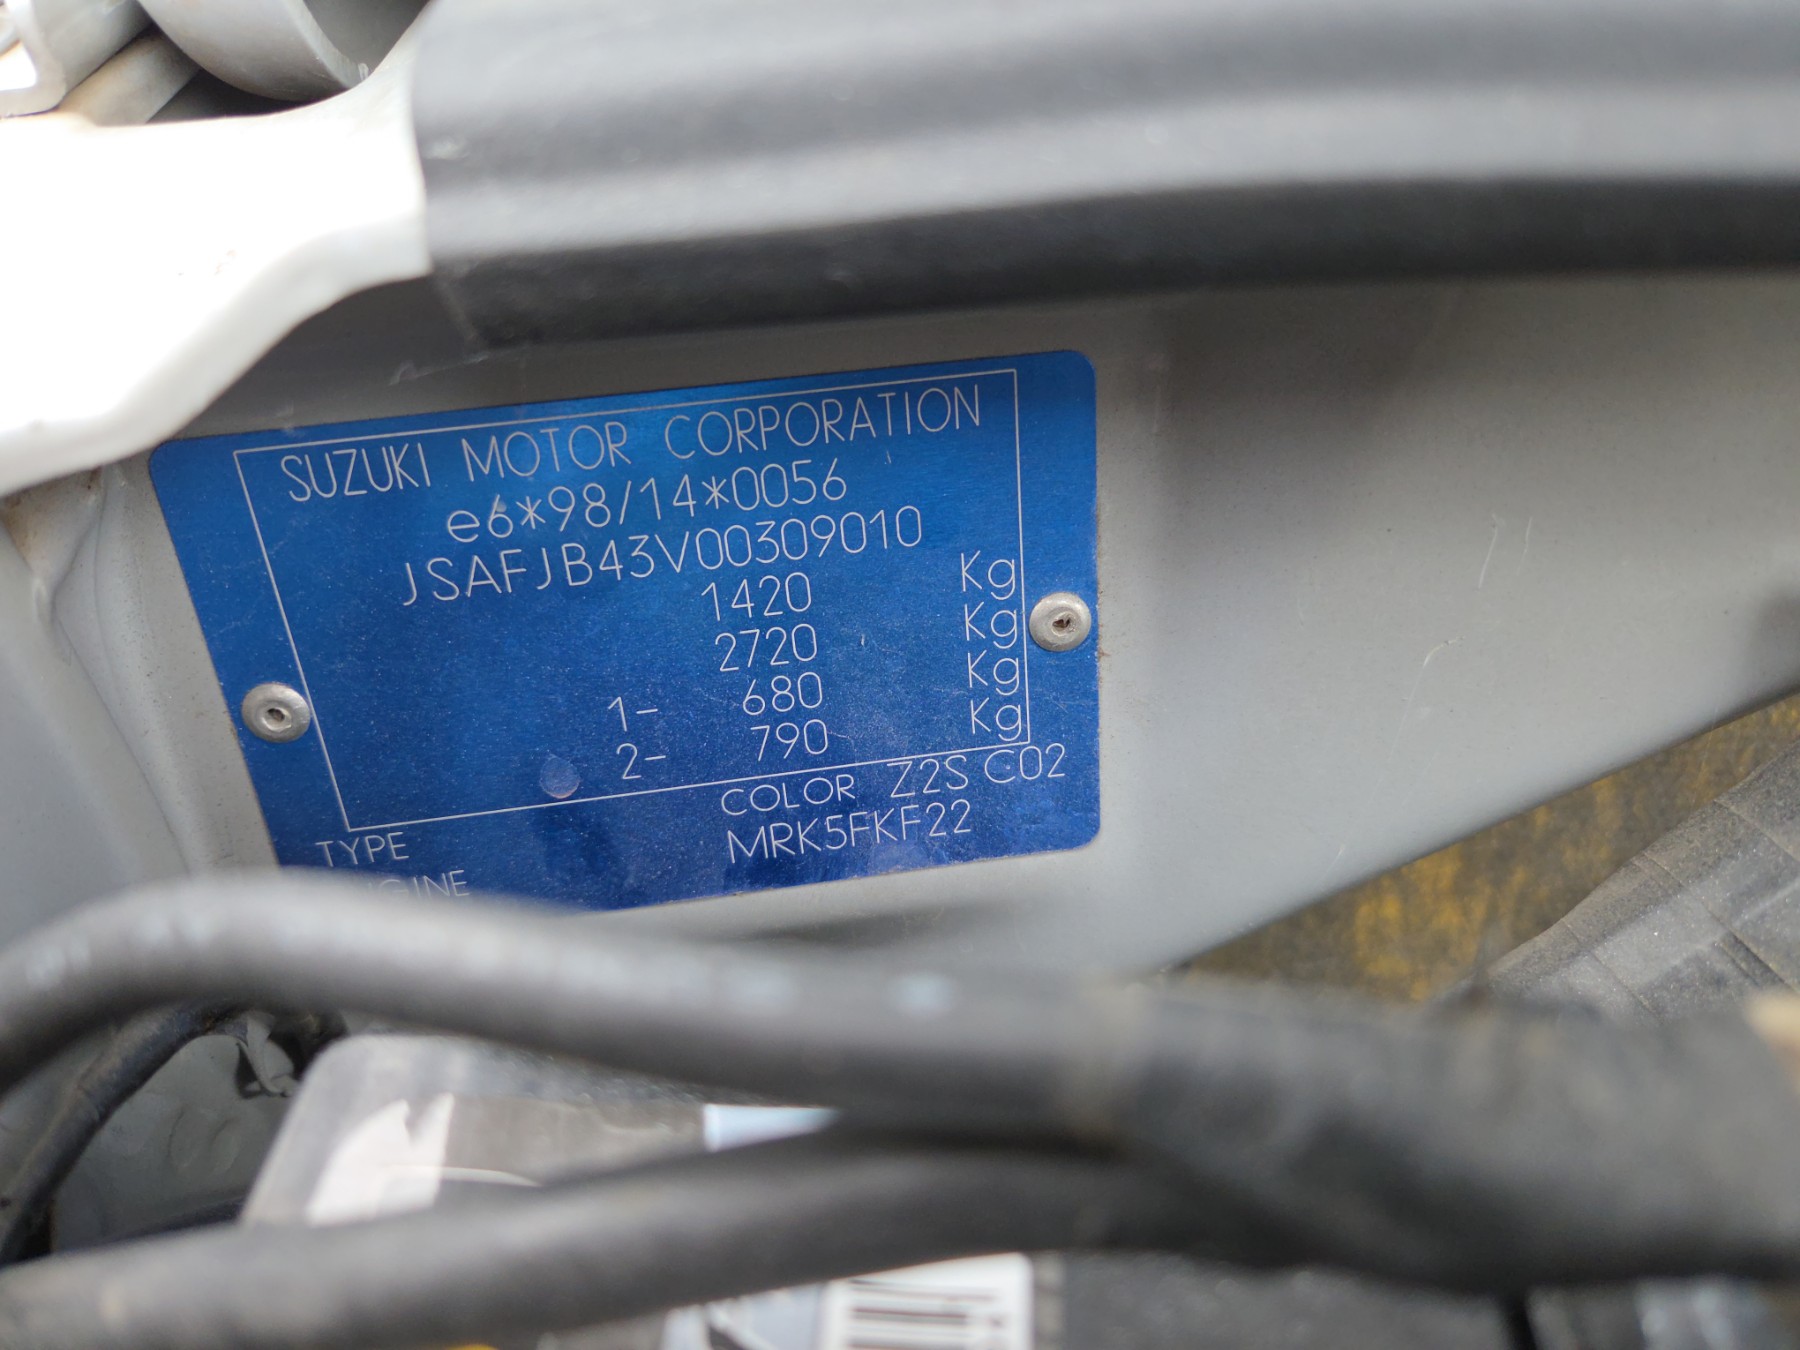 SUZUKI MOTOR CORPORATION
e6*98/14*0056
JSAFJB43V00309010
1420 Kg
2720 Kg
1- 680 Kg
2- 790 Kg
TYPE COLOR Z2S C02
MRK5FKF22